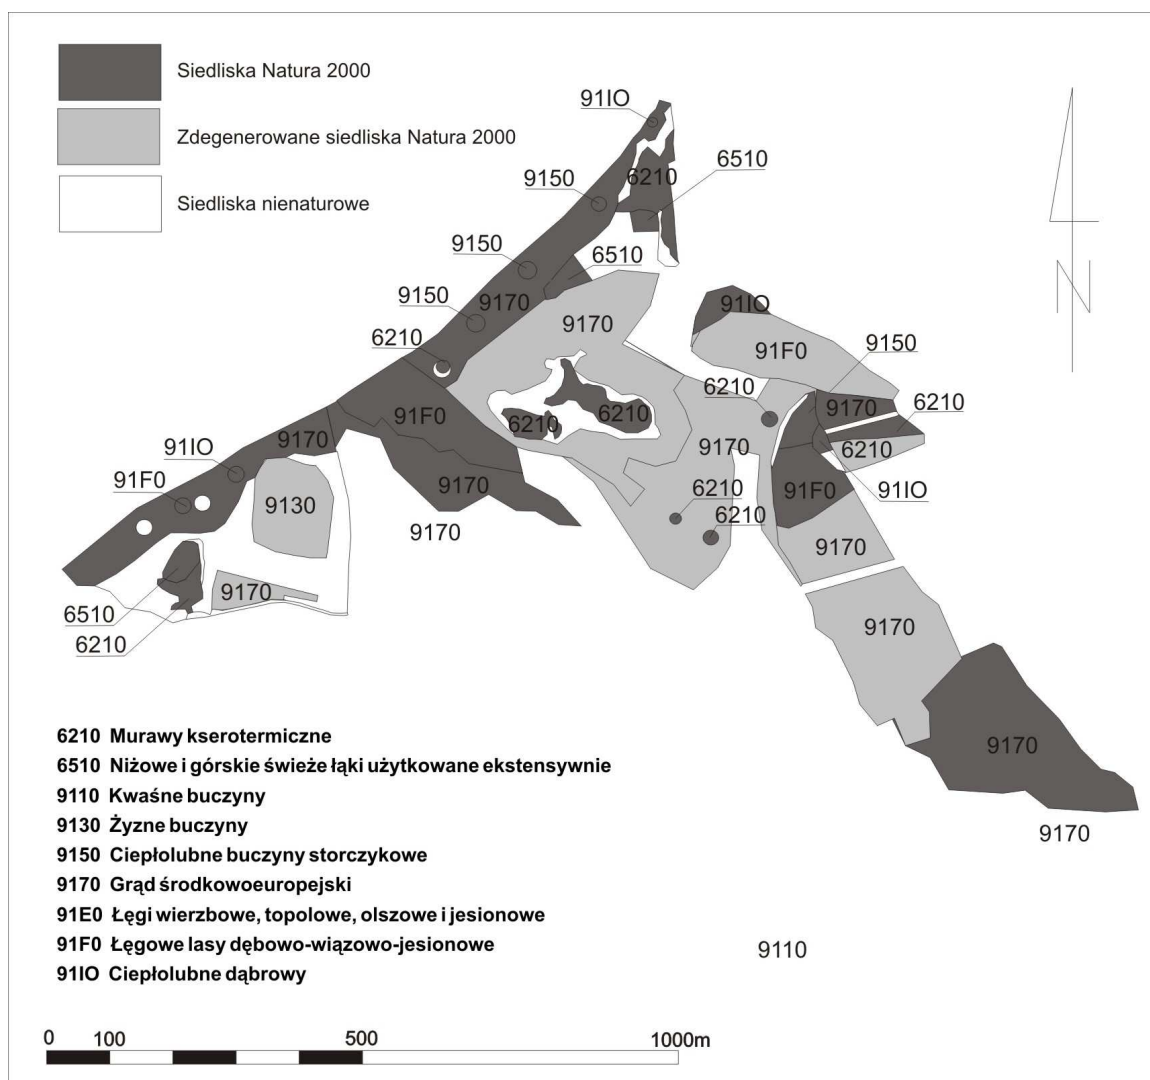 Siedliska Natura 2000
Zdegenerowane siedliska Natura 2000
Siedliska nienaturowe
91IO
6510
6210
9150
9150
6510
9150
9170
9170
6210
91IO
91F0
9150
6210
91F0
6210
6210
9170
6210
9170
9170
6210
91IO
91F0
9130
9170
9170
6210
6210
91F0
91IO
9170
9170
6510
6210
9170
9170
9170
6210 Murawy kserotermiczne
6510 Niżowe i górskie świeże łąki użytkowane ekstensywnie
9110 Kwaśne buczyny
9130 Żyzne buczyny
9150 Ciepłolubne buczyny storczykowe
9170 Grąd środkowoeuropejski
91E0 Łęgi wierzbowe, topolowe, olszowe i jesionowe
91F0 Łęgowe lasy dębowo-wiązowo-jesionowe
91IO Ciepłolubne dąbrowy
9110
0 100 500 1000m
N